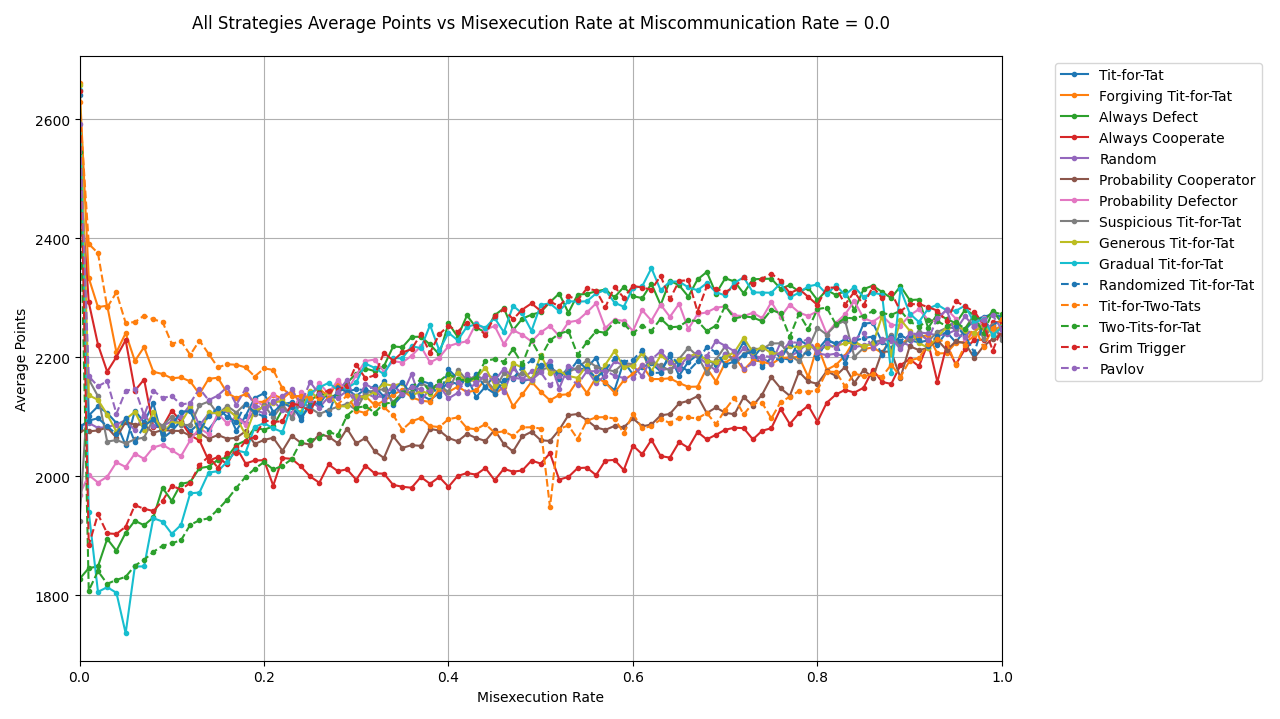 All Strategies Average Points vs Misexecution Rate at Miscommunication Rate = 0.0
Average Points
2600
2400
2200
2000
1800
0.0
0.2
0.4
0.6
0.8
1.0
Misexecution Rate
Tit-for-Tat
Forgiving Tit-for-Tat
Always Defect
Always Cooperate
Random
Probability Cooperator
Probability Defector
Suspicious Tit-for-Tat
Generous Tit-for-Tat
Gradual Tit-for-Tat
Randomized Tit-for-Tat
Tit-for-Two-Tats
Two-Tits-for-Tat
Grim Trigger
Pavlov